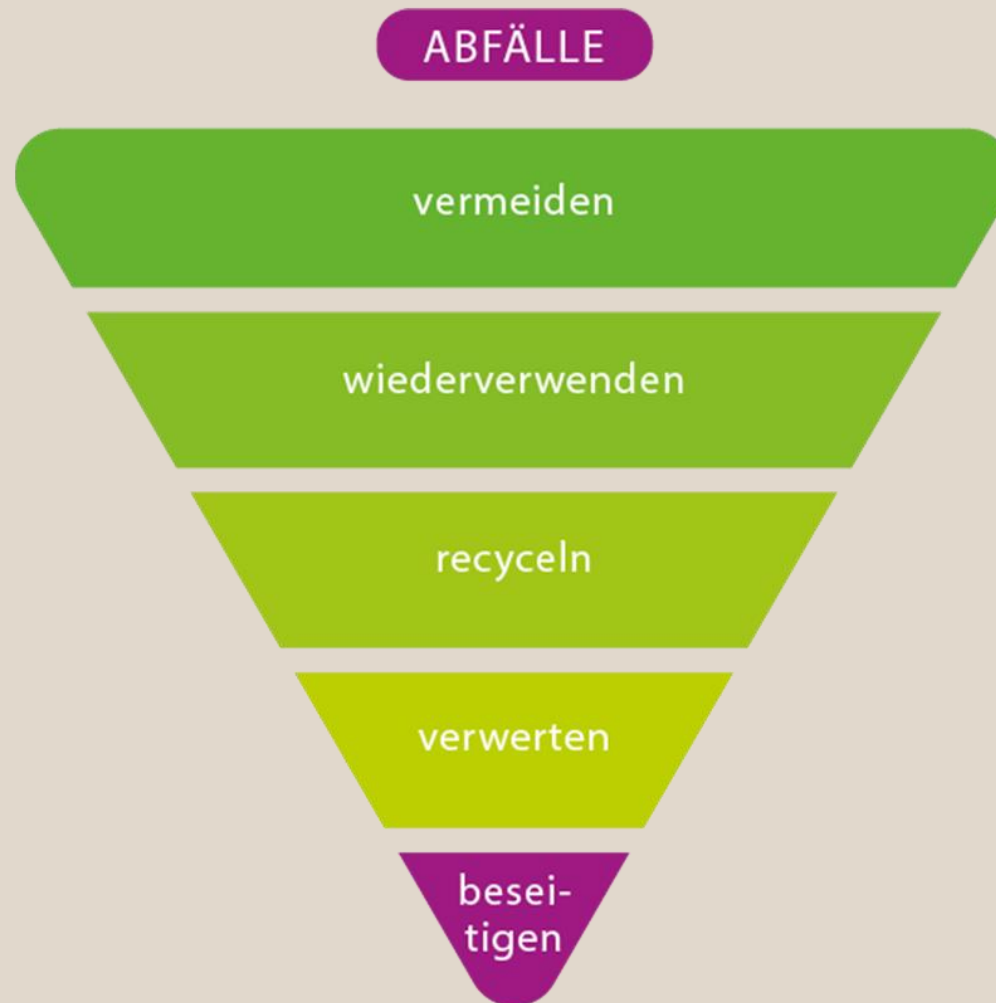 ABFÄLLE
vermeiden
wiederverwenden
recyceln
verwerten
besei-
tigen